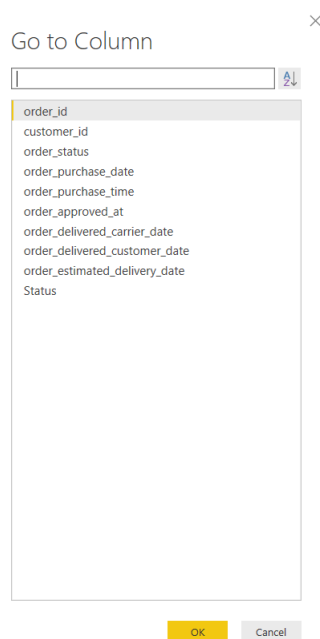 Go to Column
order_id
customer_id
order_status
order_purchase_date
order_purchase_time
order_approved_at
order_delivered_carrier_date
order_delivered_customer_date
order_estimated_delivery_date
Status
OK Cancel